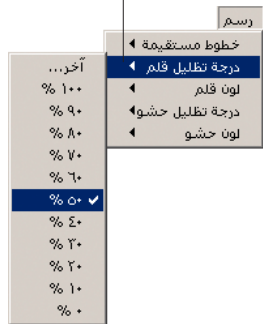 رسم
خطوط مستقيمة
درجة تظليل قلم
لون قلم
درجة تظليل حشو
لون حشو
آخر...
% ١٠٠
% ٩٠
% ٨٠
% ٧٠
% ٦٠
% ٥٠
% ٤٠
% ٣٠
% ٢٠
% ١٠
% ٠